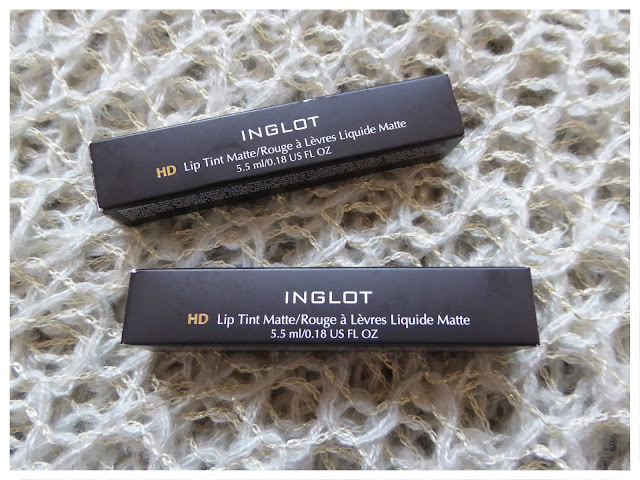 INGLOT
HD Lip Tint Matte/Rouge à Lèvres Liquide Matte
5.5 ml/0.18 US FL OZ
INGLOT
HD Lip Tint Matte/Rouge à Lèvres Liquide Matte
5.5 ml/0.18 US FL OZ